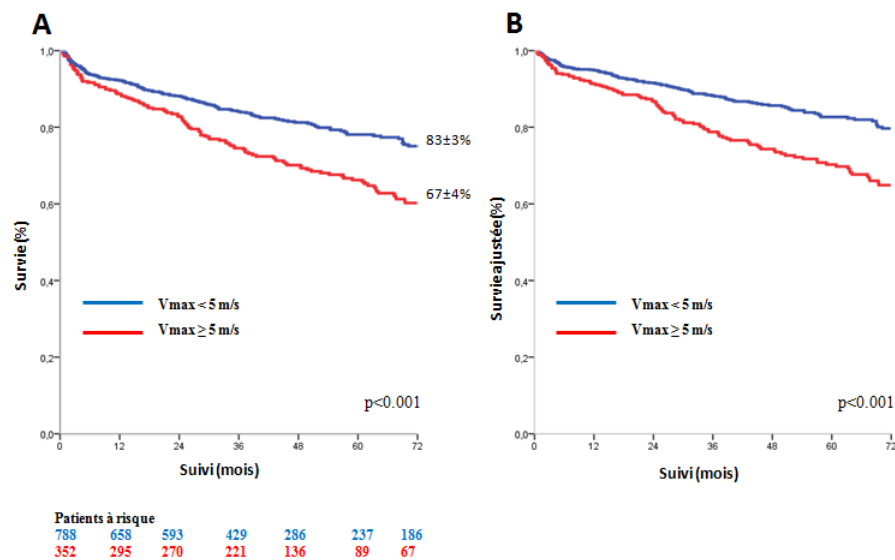 A
1,0
0,8
0,6
0,4
0,2
0,0
Survie (%)
83±3%
67±4%
Vmax < 5 m/s
Vmax ≥ 5 m/s
p<0.001
0 12 24 36 48 60 72
Suivi (mois)
Patients à risque
788 658 593 429 286 237 186
352 295 270 221 136 89 67
B
1,0
0,8
0,6
0,4
0,2
0,0
Survieajustée(%)
Vmax < 5 m/s
Vmax ≥ 5 m/s
p<0.001
0 12 24 36 48 60 72
Suivi (mois)